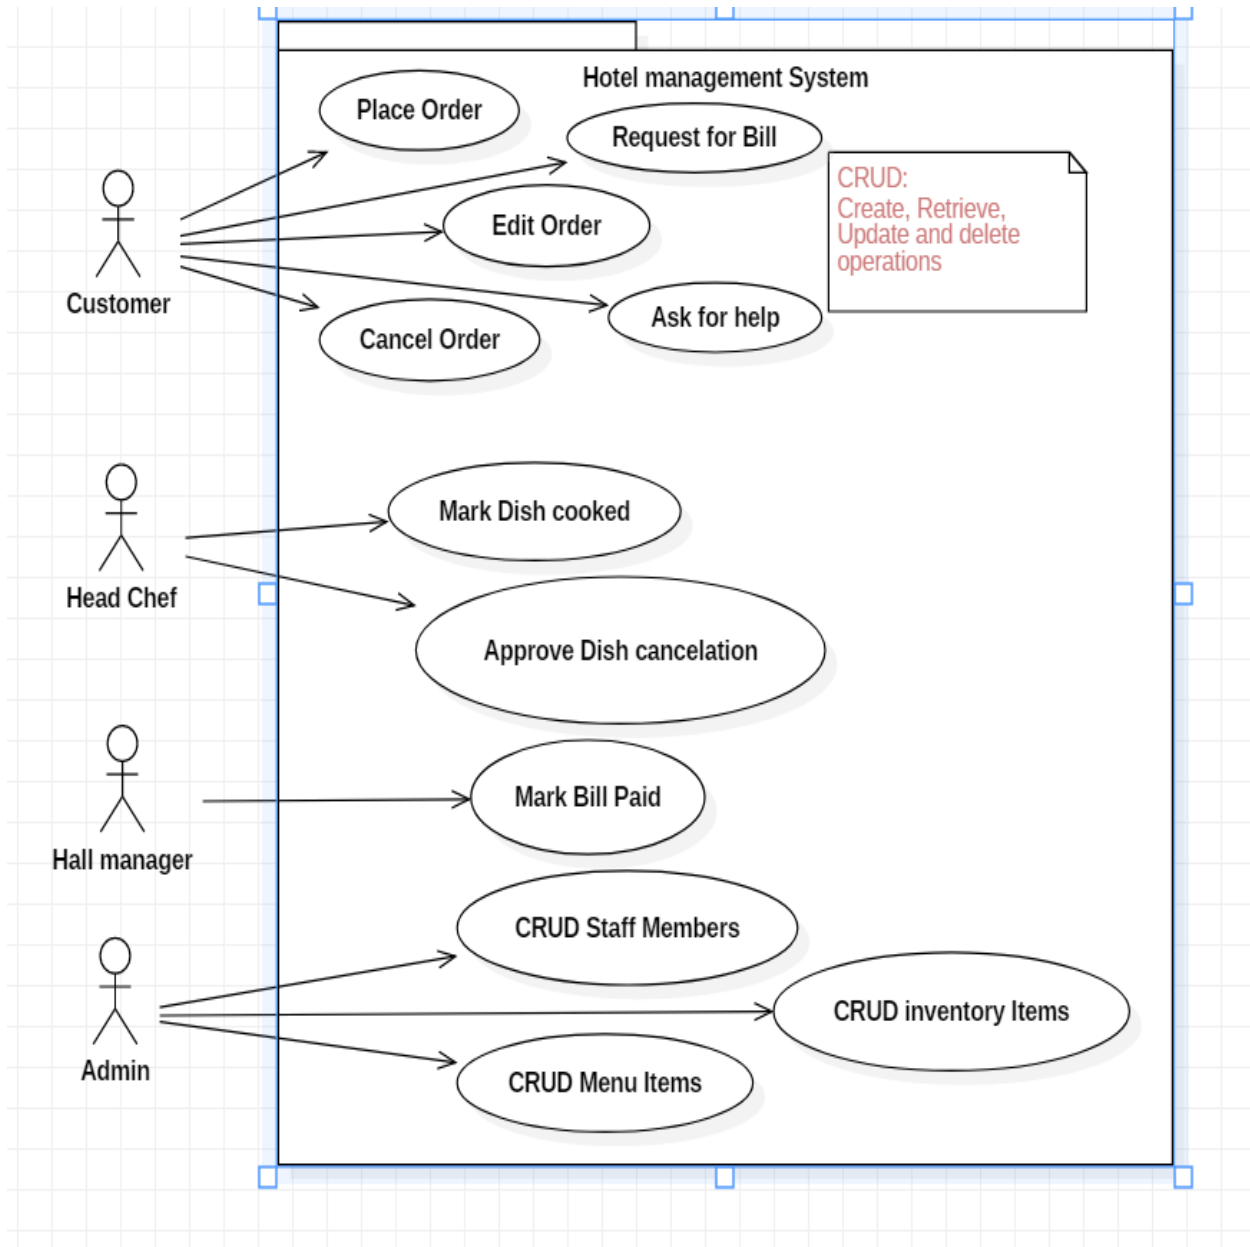 Hotel management System
Place Order
Request for Bill
CRUD:
Create, Retrieve,
Update and delete
operations
Edit Order
Customer
Ask for help
Cancel Order
Mark Dish cooked
Head Chef
Approve Dish cancelation
Mark Bill Paid
Hall manager
CRUD Staff Members
CRUD inventory Items
Admin
CRUD Menu Items